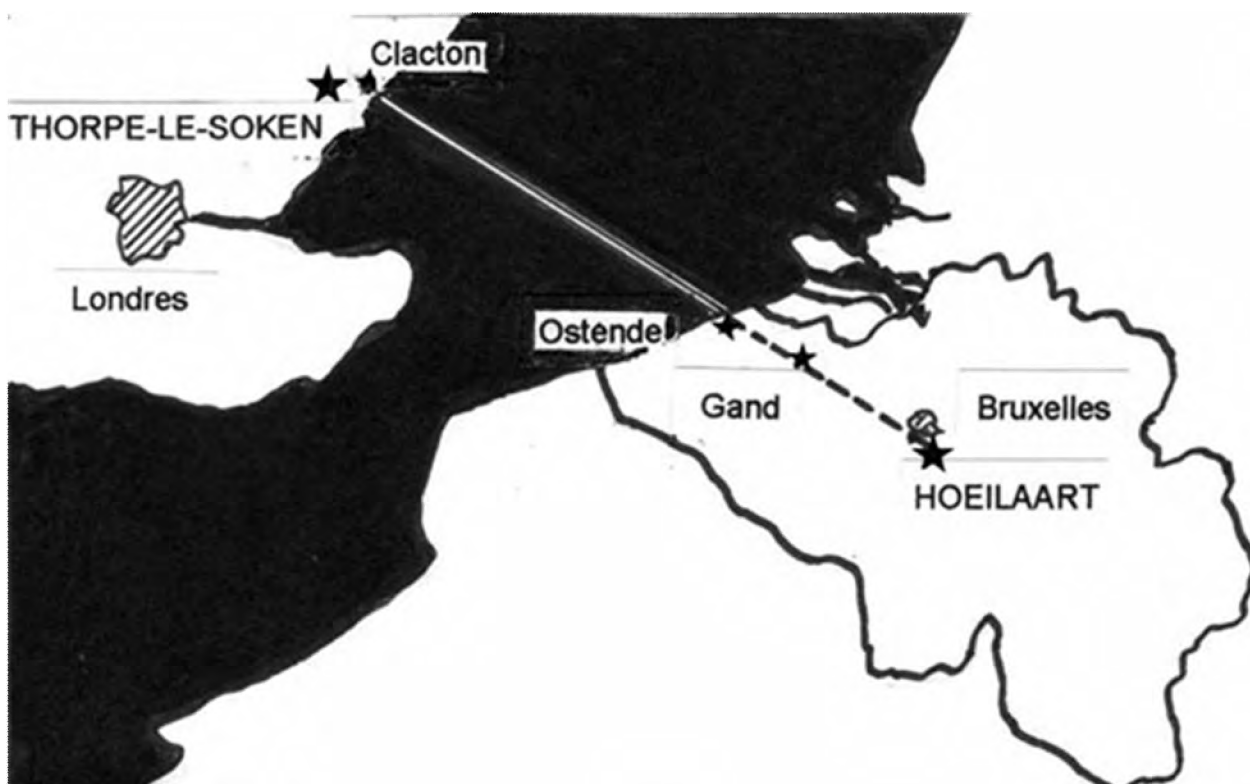 Clacton
THORPE-LE-SOKEN
Londres
Ostende
Gand
Bruxelles
HOEILAART